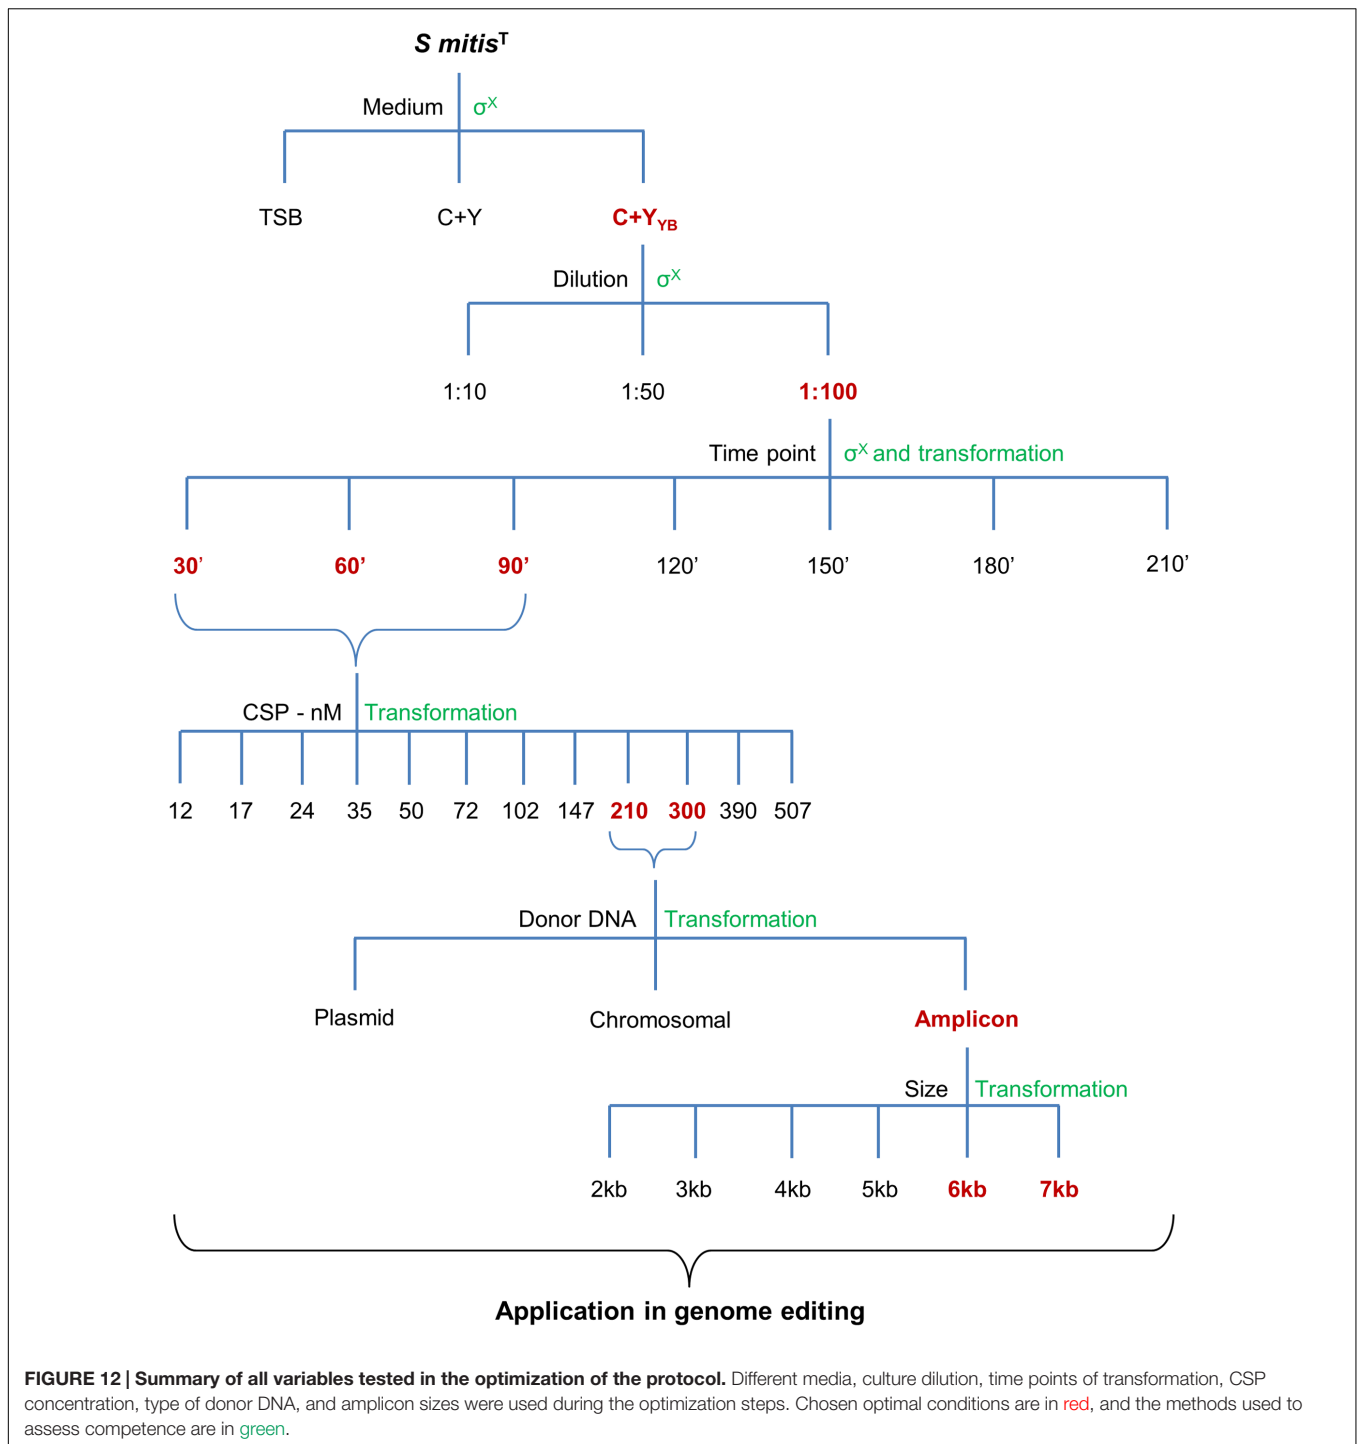 S mitisᵀ
Medium σˣ
TSB C+Y C+Y_YB
Dilution σˣ
1:10 1:50 1:100
Time point σˣ and transformation
30’ 60’ 90’ 120’ 150’ 180’ 210’
CSP - nM Transformation
12 17 24 35 50 72 102 147 210 300 390 507
Donor DNA Transformation
Plasmid Chromosomal Amplicon
Size Transformation
2kb 3kb 4kb 5kb 6kb 7kb
Application in genome editing
FIGURE 12 | Summary of all variables tested in the optimization of the protocol. Different media, culture dilution, time points of transformation, CSP
concentration, type of donor DNA, and amplicon sizes were used during the optimization steps. Chosen optimal conditions are in red, and the methods used to
assess competence are in green.